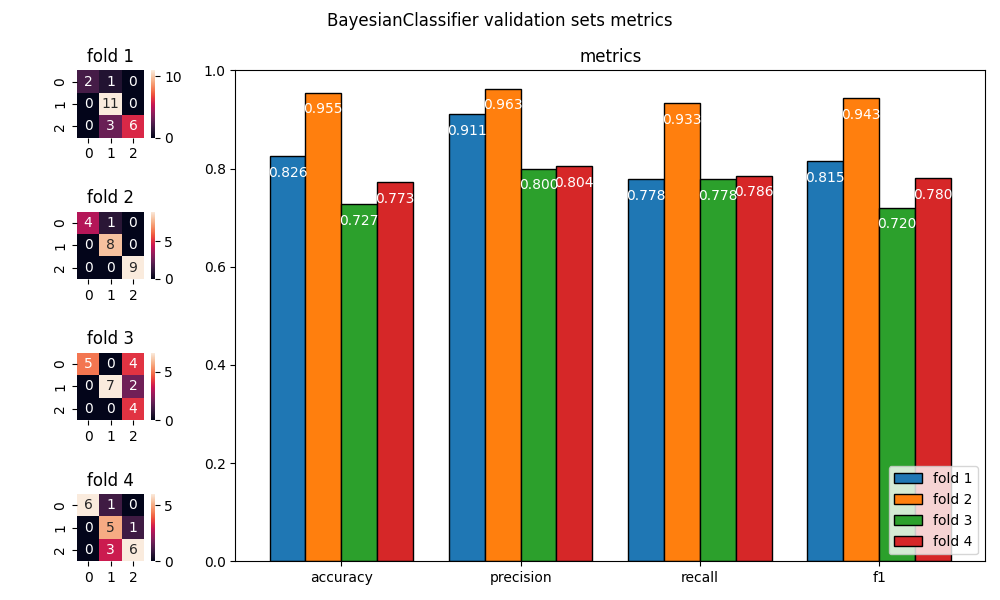 BayesianClassifier validation sets metrics
fold 1
0 2 1 0
1 0 11 0
2 0 3 6
0 1 2
10
0
fold 2
0 4 1 0
1 0 8 0
2 0 0 9
0 1 2
5
0
fold 3
0 5 0 4
1 0 7 2
2 0 0 4
0 1 2
5
0
fold 4
0 6 1 0
1 0 5 1
2 0 3 6
0 1 2
5
0
metrics
1.0
0.8
0.6
0.4
0.2
0.0
0.826 0.955 0.727 0.773
0.911 0.963 0.800 0.804
0.778 0.933 0.778 0.786
0.815 0.943 0.720 0.780
accuracy precision recall f1
fold 1
fold 2
fold 3
fold 4